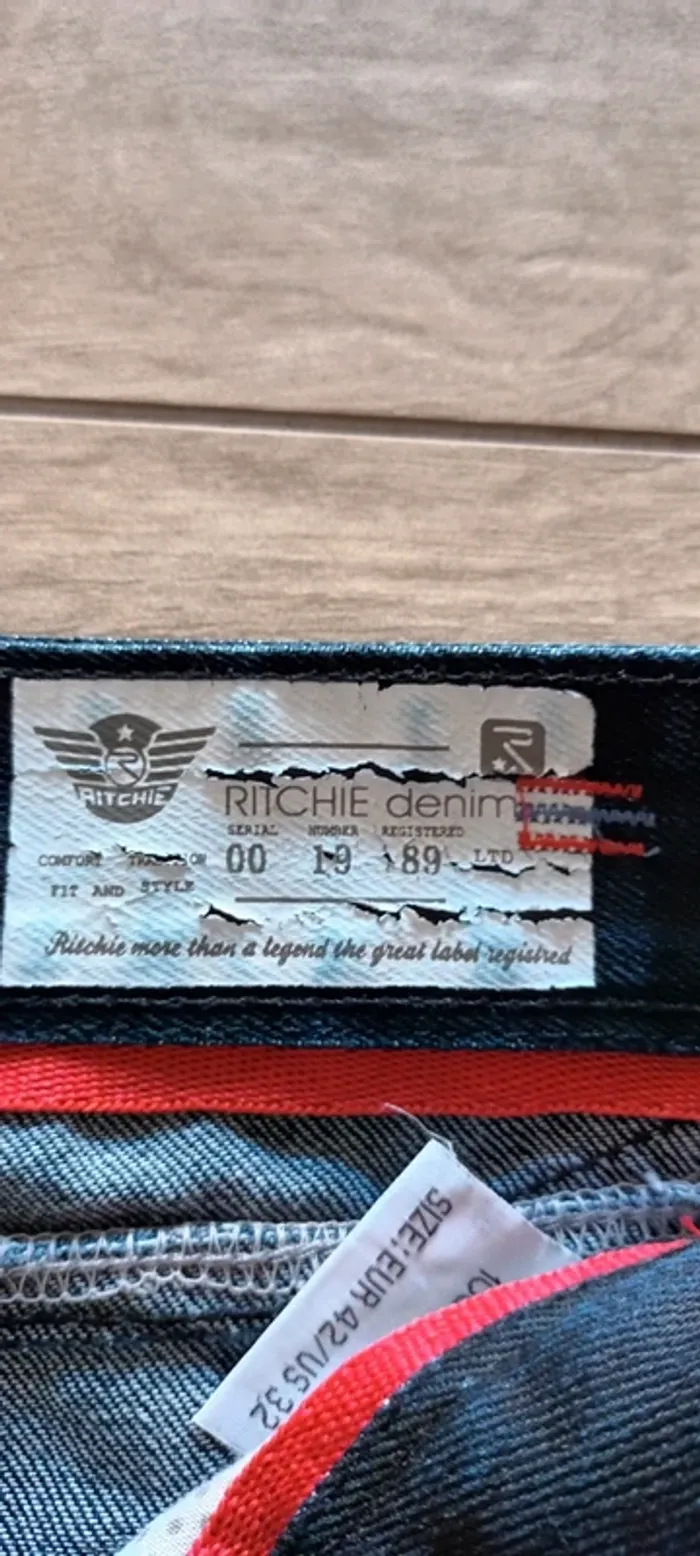 RITCHIE
RITCHIE denim
SERIAL NUMBER REGISTERED
00 19 89 LTD
COMFORT
FIT AND STYLE
Ritchie more than a legend the great label registred
SIZE: EUR 42/US 32